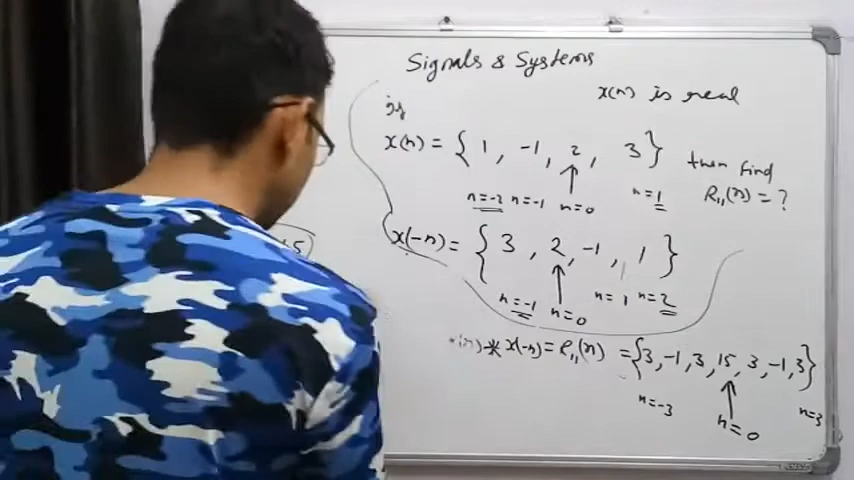 Signals & Systems
x(n) is real
if
x(n) = { 1, -1, 2, 3 } then find
n=-2 n=-1 n=0 n=1 R₁₁(n) = ?
x(-n) = { 3, 2, -1, 1 }
n=-1 n=0 n=1 n=2
* x(-n) = R₁₁(n) = { 3, -1, 3, 15, 3, -1, 3 }
n=-3 n=0 n=3